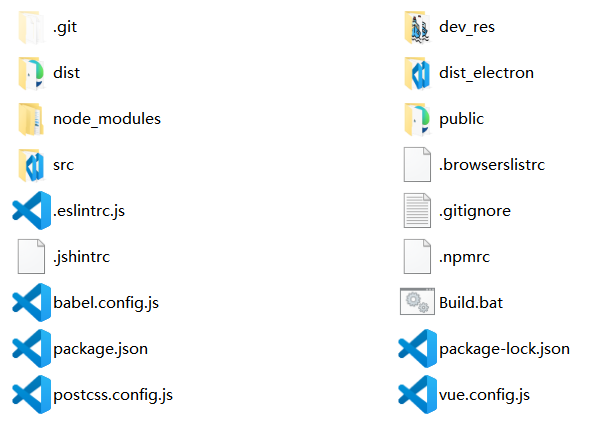 .git
dev_res
dist
dist_electron
node_modules
public
src
.browserslistrc
.eslintrc.js
.gitignore
.jshintrc
.npmrc
babel.config.js
Build.bat
package.json
package-lock.json
postcss.config.js
vue.config.js